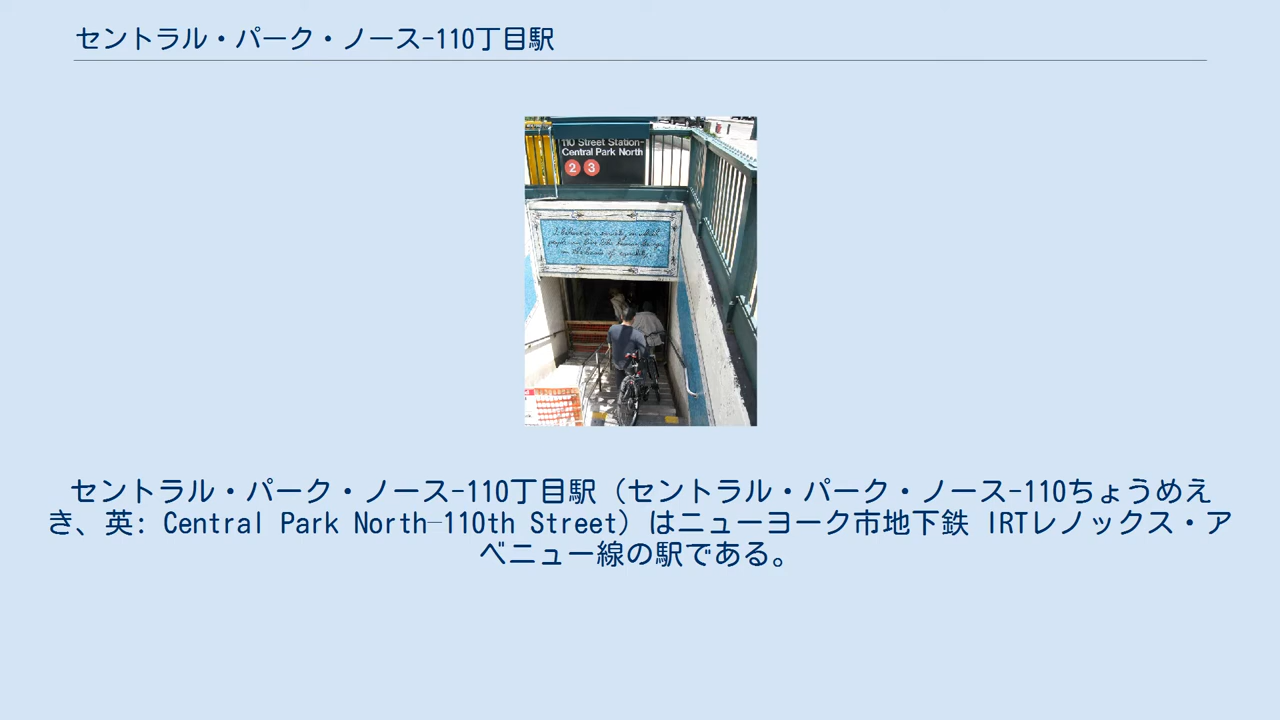 セントラル・パーク・ノース-110丁目駅
110 Street Station-
Central Park North
2 3
セントラル・パーク・ノース-110丁目駅（セントラル・パーク・ノース-110ちょうめえ
き、英: Central Park North–110th Street）はニューヨーク市地下鉄 IRTレノックス・ア
ベニュー線の駅である。